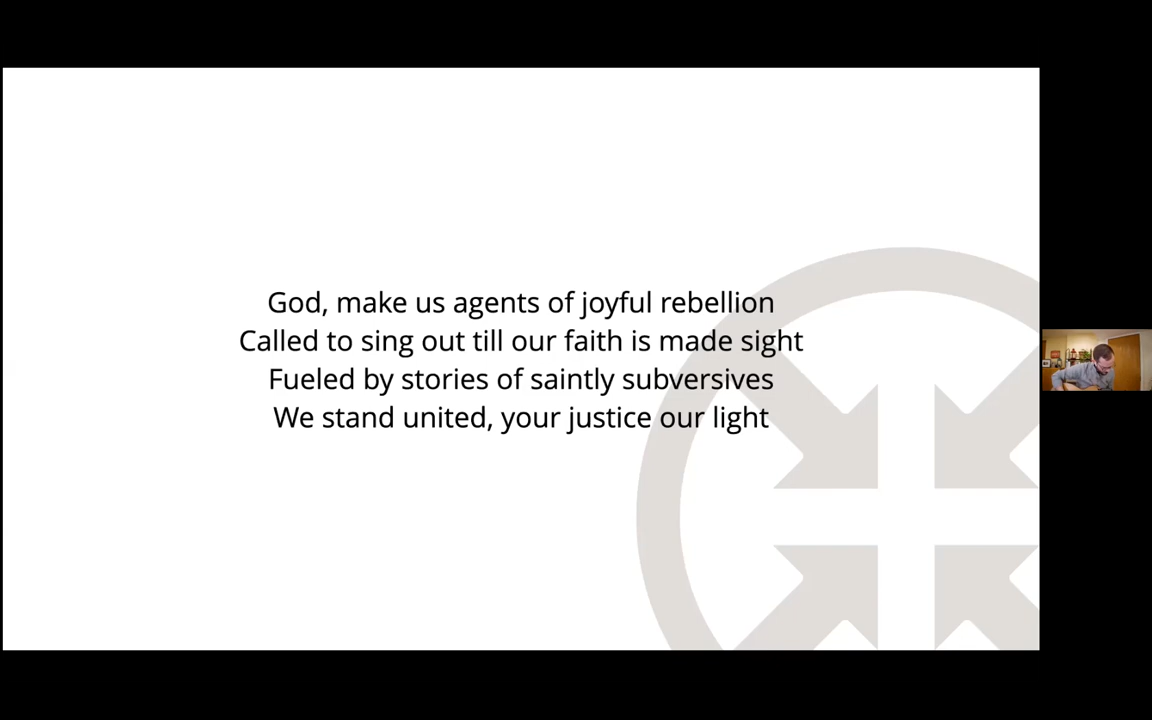 God, make us agents of joyful rebellion
Called to sing out till our faith is made sight
Fueled by stories of saintly subversives
We stand united, your justice our light